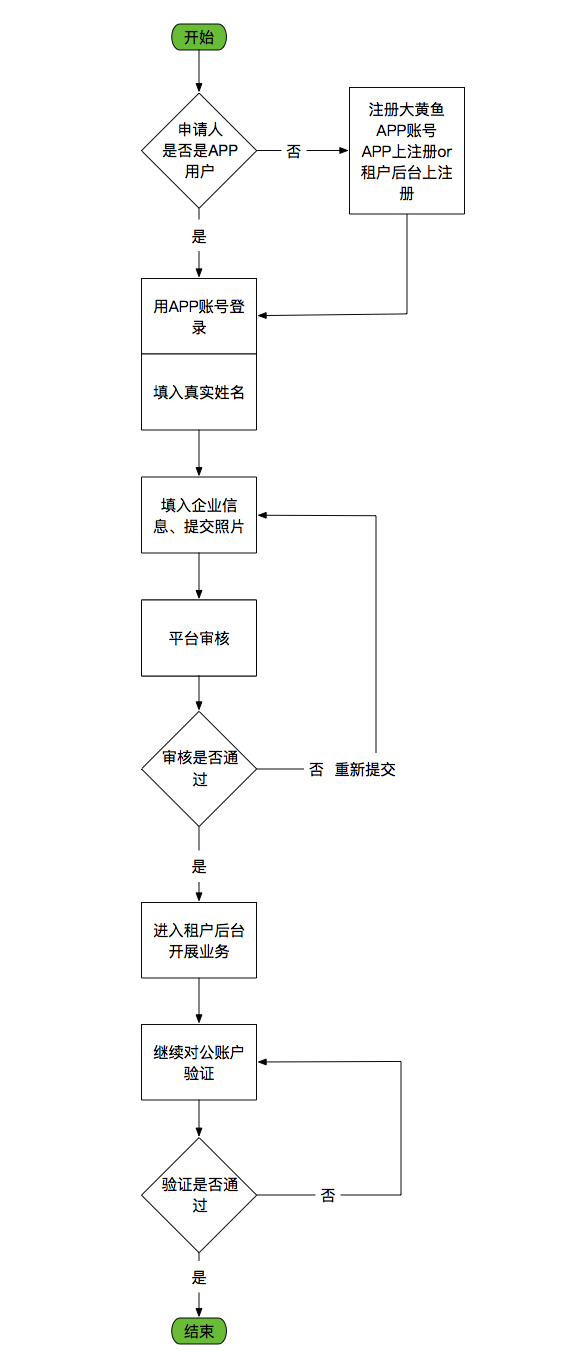 开始
申请人
是否是APP
用户
否
注册大黄鱼
APP账号
APP上注册or
租户后台上注
册
是
用APP账号登
录
填入真实姓名
填入企业信
息、提交照片
平台审核
审核是否通
过
否 重新提交
是
进入租户后台
开展业务
继续对公账户
验证
验证是否通
过
否
是
结束